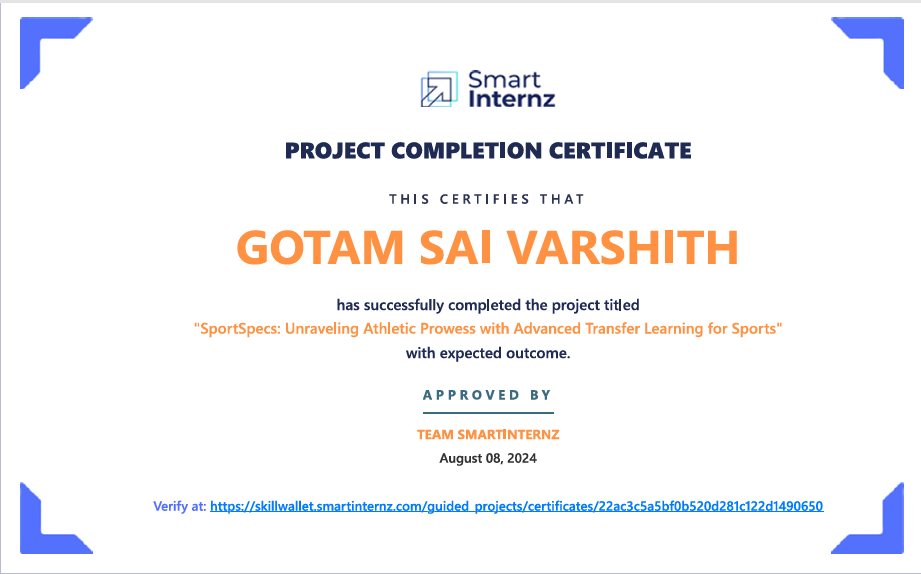 Smart
Internz
PROJECT COMPLETION CERTIFICATE
THIS CERTIFIES THAT
GOTAM SAI VARSHITH
has successfully completed the project titled
"SportSpecs: Unraveling Athletic Prowess with Advanced Transfer Learning for Sports"
with expected outcome.
APPROVED BY
TEAM SMARTINTERNZ
August 08, 2024
Verify at: https://skillwallet.smartinternz.com/guided_projects/certificates/22ac3c5a5bf0b520d281c122d1490650